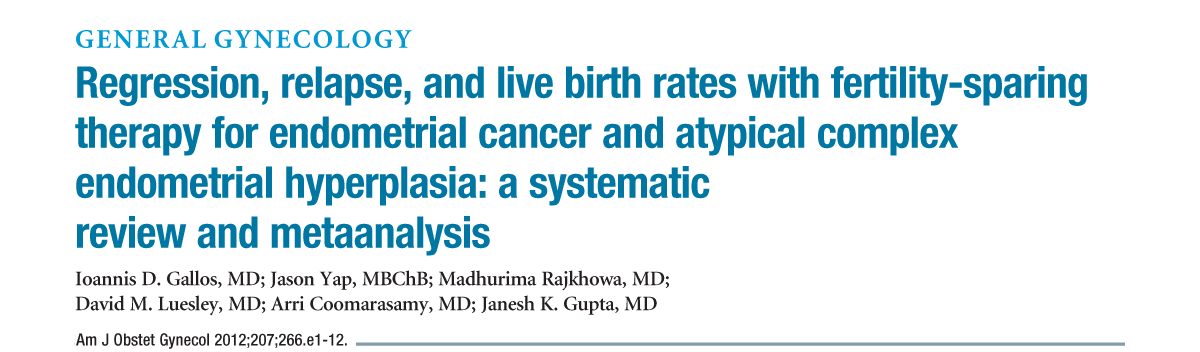 GENERAL GYNECOLOGY
Regression, relapse, and live birth rates with fertility-sparing
therapy for endometrial cancer and atypical complex
endometrial hyperplasia: a systematic
review and metaanalysis
Ioannis D. Gallos, MD; Jason Yap, MBChB; Madhurima Rajkhowa, MD;
David M. Luesley, MD; Arri Coomarasamy, MD; Janesh K. Gupta, MD
Am J Obstet Gynecol 2012;207;266.e1-12.